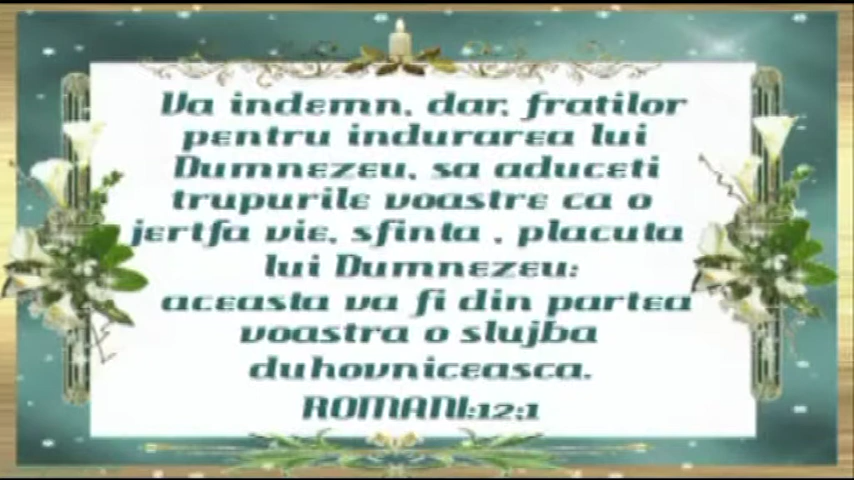 Va indemn, dar, fratilor
pentru indurarea lui
Dumnezeu, sa aduceti
trupurile voastre ca o
jertfa vie, sfinta , placuta
lui Dumnezeu:
aceasta va fi din partea
voastra o slujba
duhovniceasca.
ROMANI:12;1